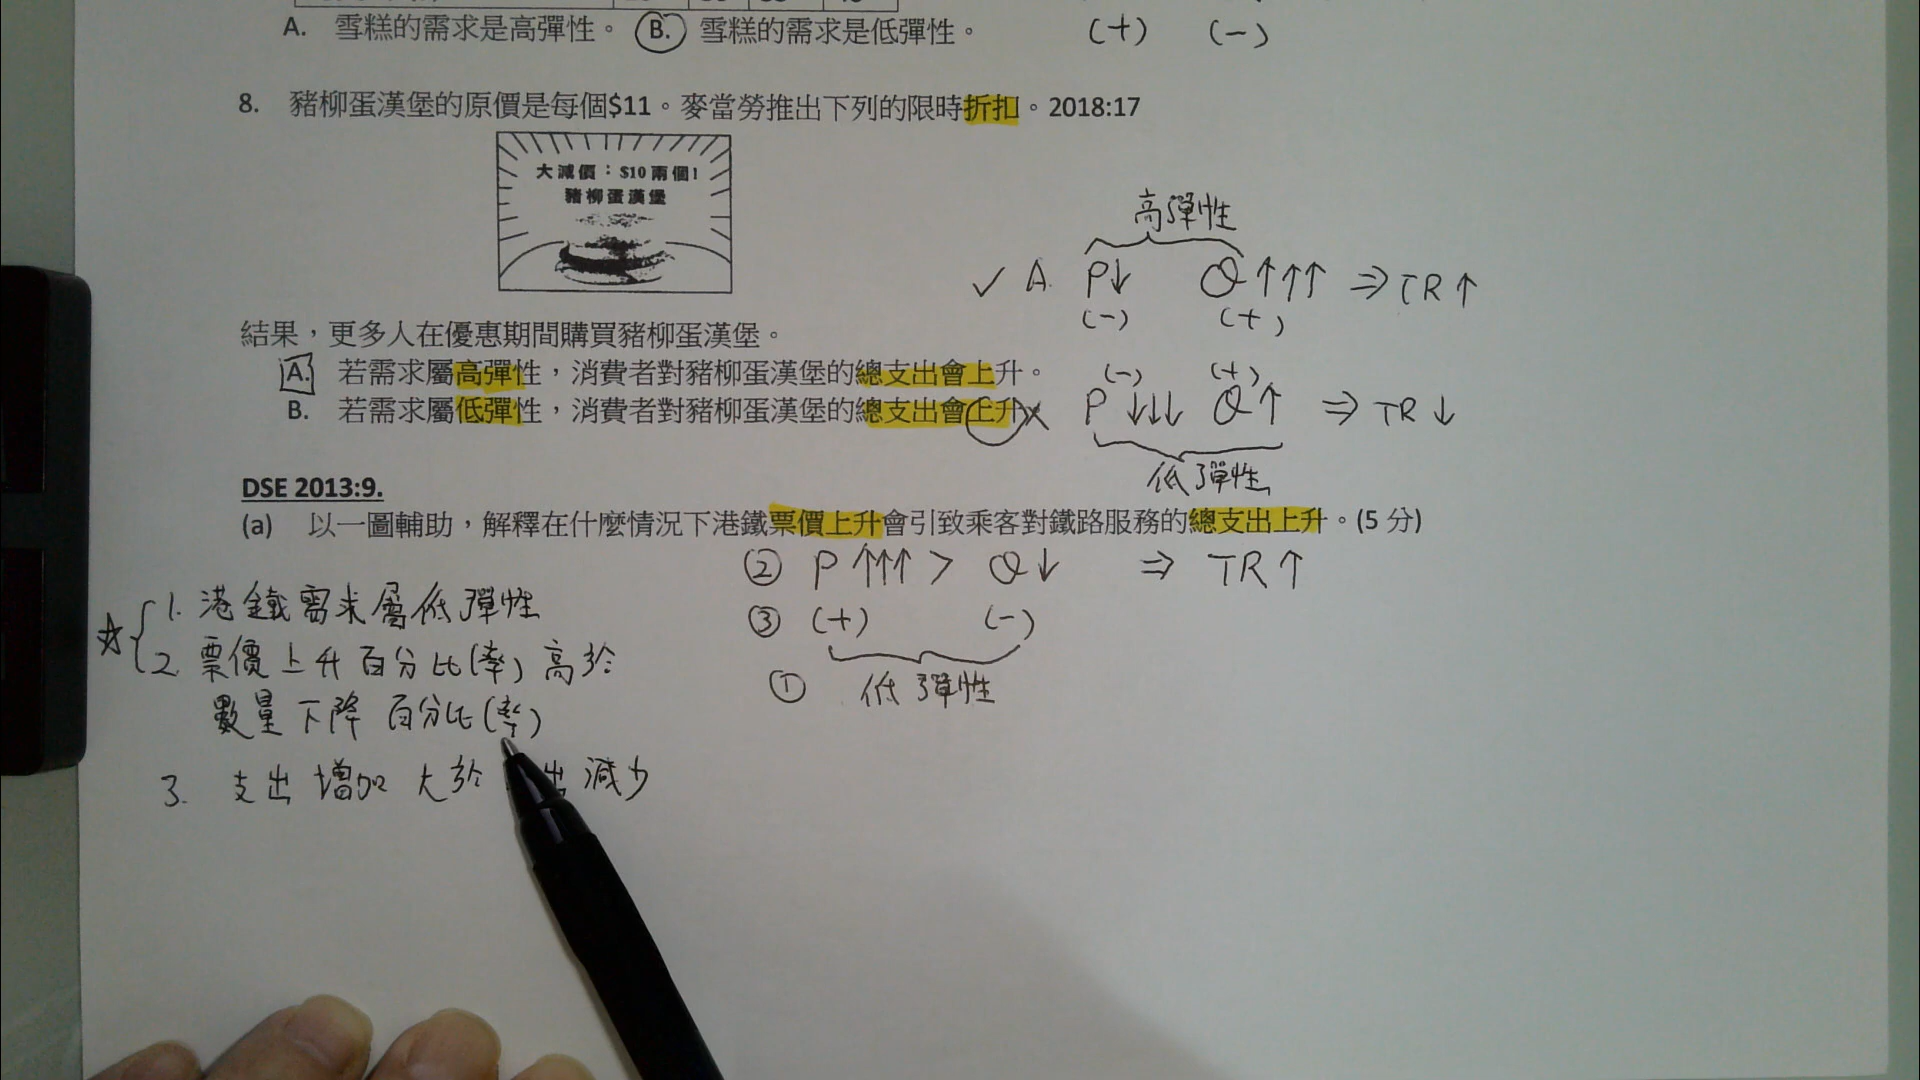 A. 雪糕的需求是高彈性。 B. 雪糕的需求是低彈性。 (+) (-)
8. 豬柳蛋漢堡的原價是每個$11。麥當勞推出下列的限時折扣。2018:17
大減價：$10兩個!
豬柳蛋漢堡
高彈性
✓ A. P↓ Q↑↑↑ ⇒ TR↑
(-) (+)
結果，更多人在優惠期間購買豬柳蛋漢堡。
A. 若需求屬高彈性，消費者對豬柳蛋漢堡的總支出會上升。
(-) (+)
B. 若需求屬低彈性，消費者對豬柳蛋漢堡的總支出會上升 ✗ P↓↓↓ Q↑ ⇒ TR↓
低彈性
DSE 2013:9.
(a) 以一圖輔助，解釋在什麼情況下港鐵票價上升會引致乘客對鐵路服務的總支出上升。(5 分)
② P↑↑↑ > Q↓ ⇒ TR↑
③ (+) (-)
① 低彈性
☆ 1. 港鐵需求屬低彈性
2. 票價上升百分比(率) 高於
數量下降百分比(率)
3. 支出增加大於 出減少